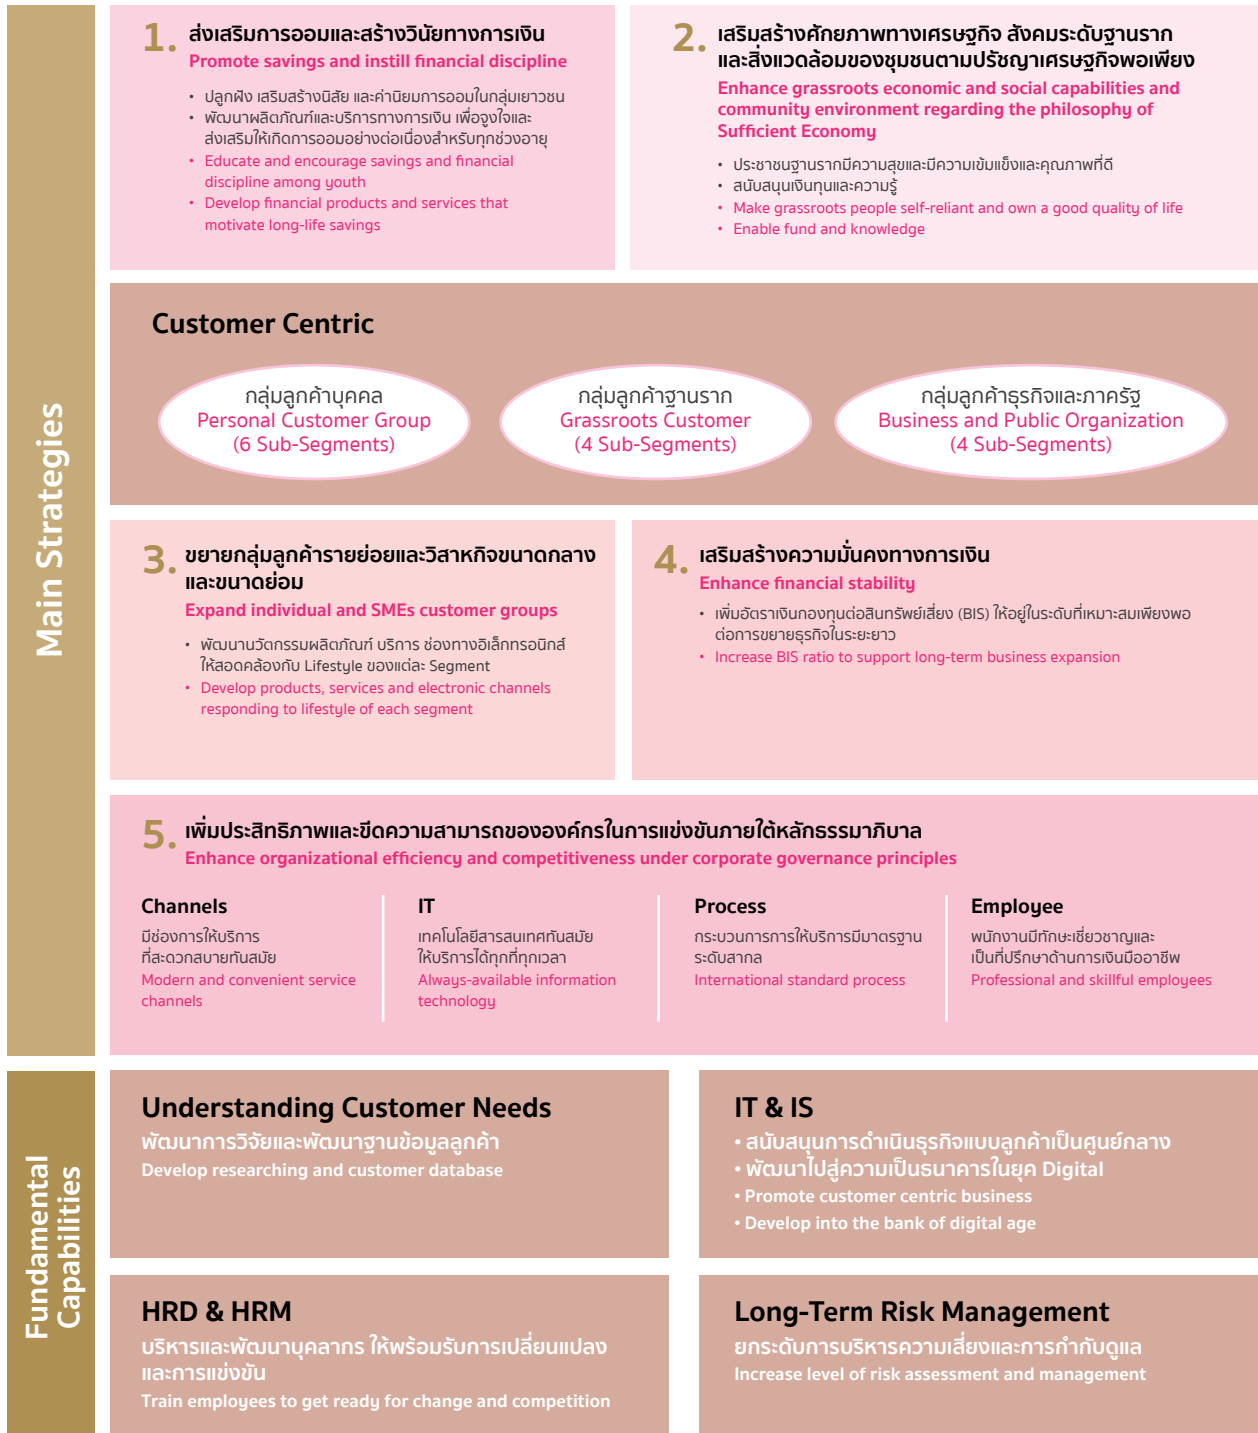 Main Strategies
1. ส่งเสริมการออมและสร้างวินัยทางการเงิน
Promote savings and instill financial discipline
• ปลูกฝัง เสริมสร้างนิสัย และค่านิยมการออมในกลุ่มเยาวชน
• พัฒนาผลิตภัณฑ์และบริการทางการเงิน เพื่อจูงใจและ
ส่งเสริมให้เกิดการออมอย่างต่อเนื่องสำหรับทุกช่วงอายุ
• Educate and encourage savings and financial
discipline among youth
• Develop financial products and services that
motivate long-life savings
2. เสริมสร้างศักยภาพทางเศรษฐกิจ สังคมระดับฐานราก
และสิ่งแวดล้อมของชุมชนตามปรัชญาเศรษฐกิจพอเพียง
Enhance grassroots economic and social capabilities and
community environment regarding the philosophy of
Sufficient Economy
• ประชาชนฐานรากมีความสุขและมีความเข้มแข็งและคุณภาพที่ดี
• สนับสนุนเงินทุนและความรู้
• Make grassroots people self-reliant and own a good quality of life
• Enable fund and knowledge
Customer Centric
กลุ่มลูกค้าบุคคล
Personal Customer Group
(6 Sub-Segments)
กลุ่มลูกค้าฐานราก
Grassroots Customer
(4 Sub-Segments)
กลุ่มลูกค้าธุรกิจและภาครัฐ
Business and Public Organization
(4 Sub-Segments)
3. ขยายกลุ่มลูกค้ารายย่อยและวิสาหกิจขนาดกลาง
และขนาดย่อม
Expand individual and SMEs customer groups
• พัฒนานวัตกรรมผลิตภัณฑ์ บริการ ช่องทางอิเล็กทรอนิกส์
ให้สอดคล้องกับ Lifestyle ของแต่ละ Segment
• Develop products, services and electronic channels
responding to lifestyle of each segment
4. เสริมสร้างความมั่นคงทางการเงิน
Enhance financial stability
• เพิ่มอัตราเงินกองทุนต่อสินทรัพย์เสี่ยง (BIS) ให้อยู่ในระดับที่เหมาะสมเพียงพอ
ต่อการขยายธุรกิจในระยะยาว
• Increase BIS ratio to support long-term business expansion
5. เพิ่มประสิทธิภาพและขีดความสามารถขององค์กรในการแข่งขันภายใต้หลักธรรมาภิบาล
Enhance organizational efficiency and competitiveness under corporate governance principles
Channels
มีช่องการให้บริการ
ที่สะดวกสบายทันสมัย
Modern and convenient service
channels
IT
เทคโนโลยีสารสนเทศทันสมัย
ให้บริการได้ทุกที่ทุกเวลา
Always-available information
technology
Process
กระบวนการการให้บริการมีมาตรฐาน
ระดับสากล
International standard process
Employee
พนักงานมีทักษะเชี่ยวชาญและ
เป็นที่ปรึกษาด้านการเงินมืออาชีพ
Professional and skillful employees
Fundamental
Capabilities
Understanding Customer Needs
พัฒนาการวิจัยและพัฒนาฐานข้อมูลลูกค้า
Develop researching and customer database
IT & IS
• สนับสนุนการดำเนินธุรกิจแบบลูกค้าเป็นศูนย์กลาง
• พัฒนาไปสู่ความเป็นธนาคารในยุค Digital
• Promote customer centric business
• Develop into the bank of digital age
HRD & HRM
บริหารและพัฒนาบุคลากร ให้พร้อมรับการเปลี่ยนแปลง
และการแข่งขัน
Train employees to get ready for change and competition
Long-Term Risk Management
ยกระดับการบริหารความเสี่ยงและการกำกับดูแล
Increase level of risk assessment and management